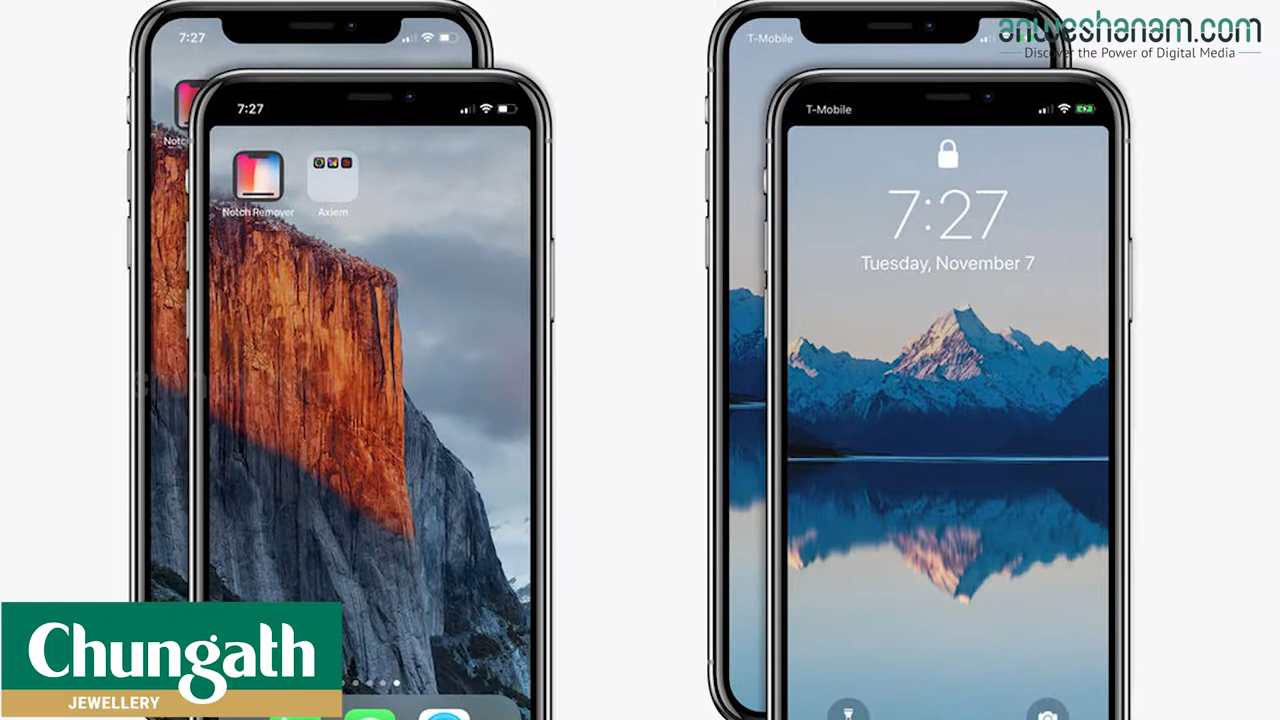 7:27
T-Mobile
anweshanam.com
Discover the Power of Digital Media
7:27
T-Mobile
Notch Remover
Axiem
7:27
Tuesday, November 7
Chungath
JEWELLERY